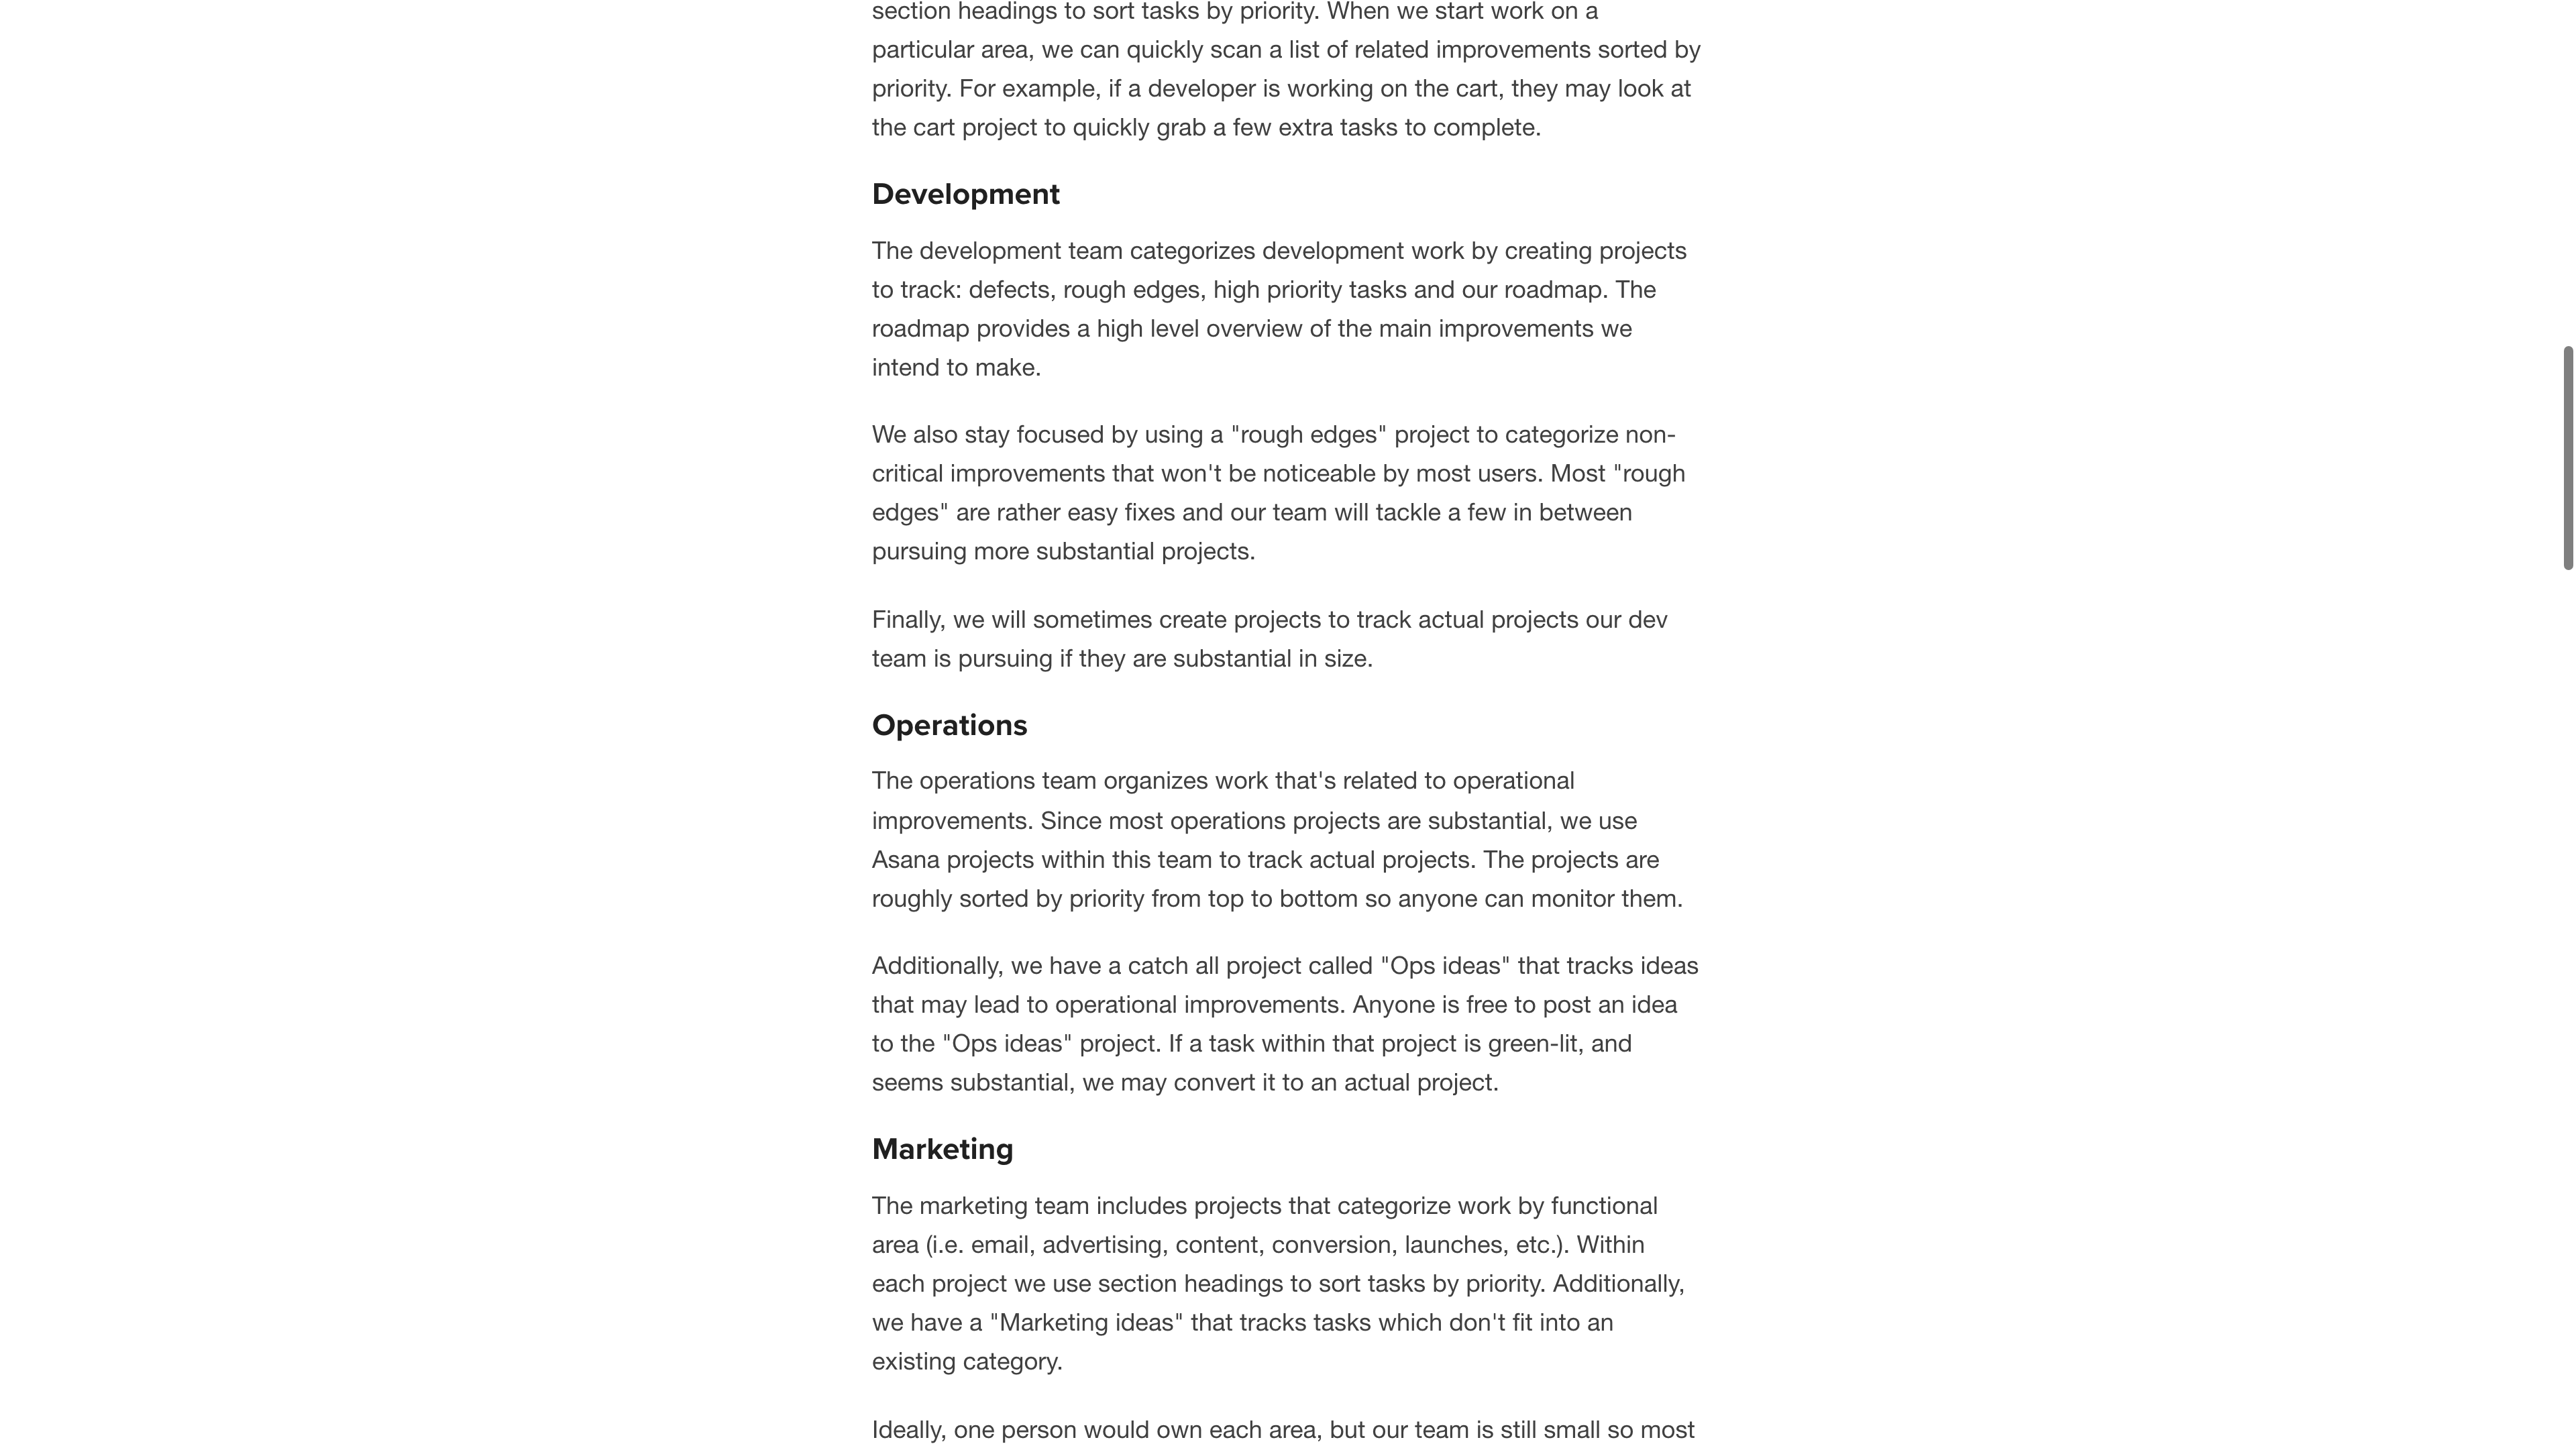 section headings to sort tasks by priority. When we start work on a
particular area, we can quickly scan a list of related improvements sorted by
priority. For example, if a developer is working on the cart, they may look at
the cart project to quickly grab a few extra tasks to complete.
Development
The development team categorizes development work by creating projects
to track: defects, rough edges, high priority tasks and our roadmap. The
roadmap provides a high level overview of the main improvements we
intend to make.
We also stay focused by using a "rough edges" project to categorize non-
critical improvements that won't be noticeable by most users. Most "rough
edges" are rather easy fixes and our team will tackle a few in between
pursuing more substantial projects.
Finally, we will sometimes create projects to track actual projects our dev
team is pursuing if they are substantial in size.
Operations
The operations team organizes work that's related to operational
improvements. Since most operations projects are substantial, we use
Asana projects within this team to track actual projects. The projects are
roughly sorted by priority from top to bottom so anyone can monitor them.
Additionally, we have a catch all project called "Ops ideas" that tracks ideas
that may lead to operational improvements. Anyone is free to post an idea
to the "Ops ideas" project. If a task within that project is green-lit, and
seems substantial, we may convert it to an actual project.
Marketing
The marketing team includes projects that categorize work by functional
area (i.e. email, advertising, content, conversion, launches, etc.). Within
each project we use section headings to sort tasks by priority. Additionally,
we have a "Marketing ideas" that tracks tasks which don't fit into an
existing category.
Ideally, one person would own each area, but our team is still small so most